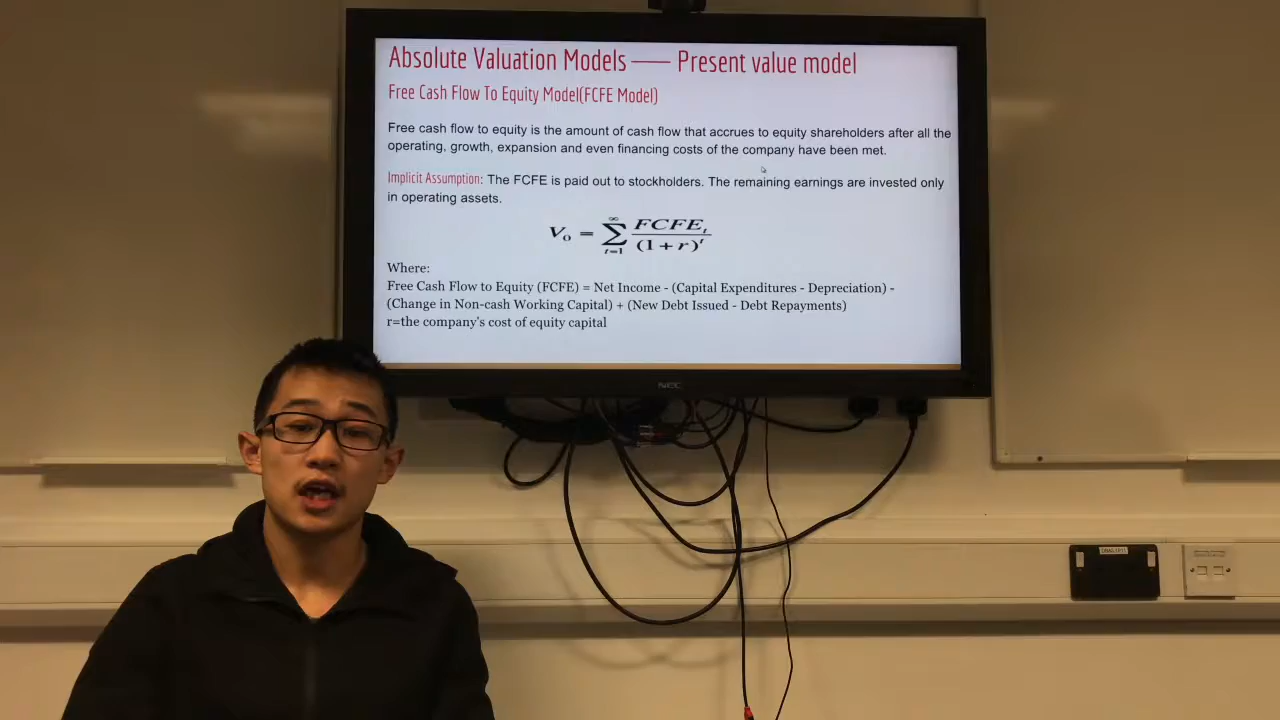 Absolute Valuation Models —— Present value model
Free Cash Flow To Equity Model(FCFE Model)
Free cash flow to equity is the amount of cash flow that accrues to equity shareholders after all the
operating, growth, expansion and even financing costs of the company have been met.
Implicit Assumption: The FCFE is paid out to stockholders. The remaining earnings are invested only
in operating assets.
V₀ = ∑_{t=1}^{∞} FCFE_t / (1+r)^t
Where:
Free Cash Flow to Equity (FCFE) = Net Income - (Capital Expenditures - Depreciation) -
(Change in Non-cash Working Capital) + (New Debt Issued - Debt Repayments)
r=the company's cost of equity capital
NEC